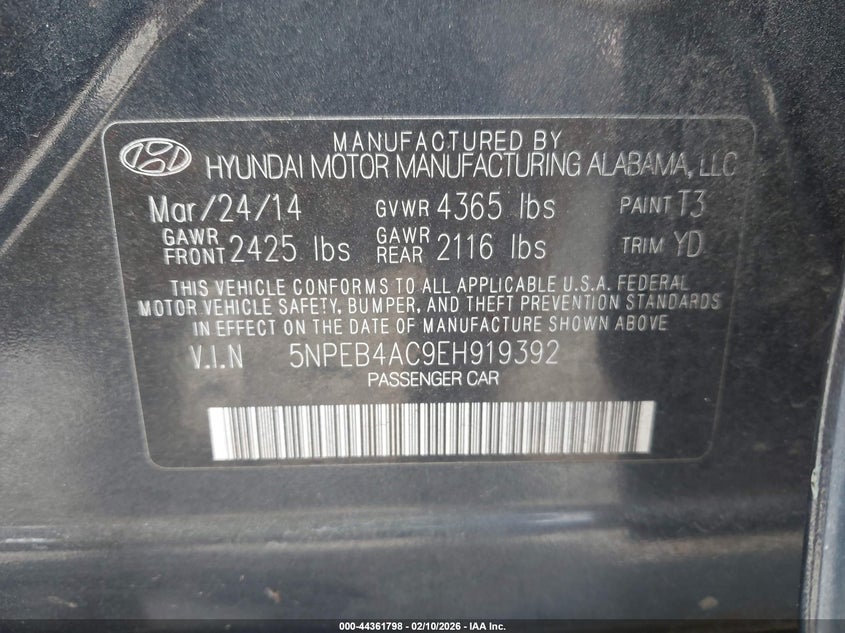 MANUFACTURED BY
HYUNDAI MOTOR MANUFACTURING ALABAMA, LLC
Mar/24/14 GVWR 4365 lbs PAINT T3
GAWR FRONT 2425 lbs GAWR REAR 2116 lbs TRIM YD
THIS VEHICLE CONFORMS TO ALL APPLICABLE U.S.A. FEDERAL
MOTOR VEHICLE SAFETY, BUMPER, AND THEFT PREVENTION STANDARDS
IN EFFECT ON THE DATE OF MANUFACTURE SHOWN ABOVE
V.I.N 5NPEB4AC9EH919392
PASSENGER CAR
000-44361798 - 02/10/2026 - IAA Inc.